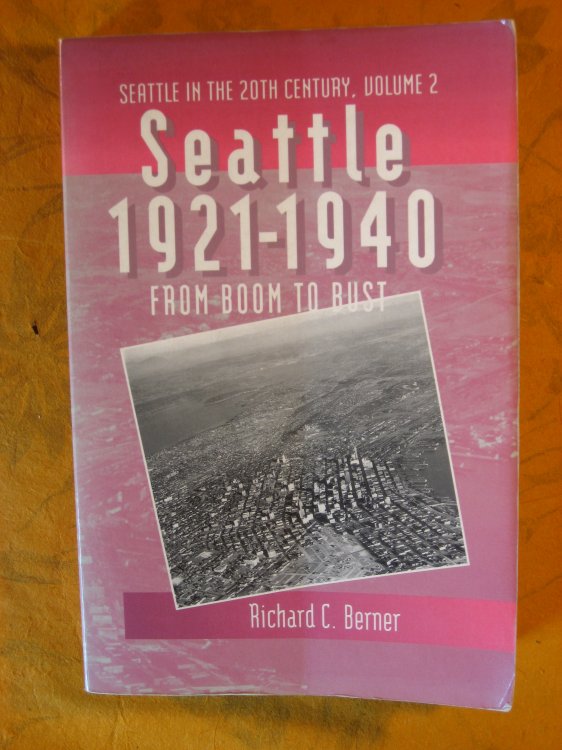 SEATTLE IN THE 20TH CENTURY, VOLUME 2
Seattle
1921-1940
FROM BOOM TO BUST
Richard C. Berner